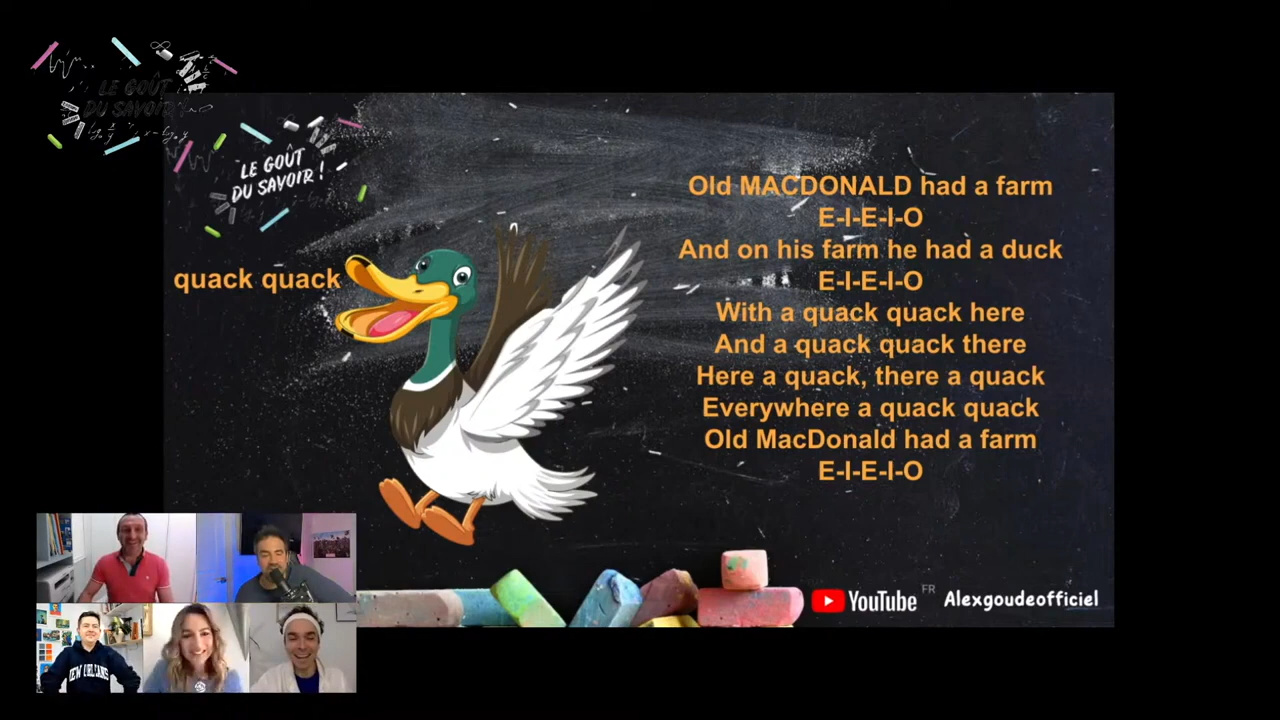 LE GOÛT
DU SAVOIR !
LE GOÛT
DU SAVOIR !
quack quack
Old MACDONALD had a farm
E-I-E-I-O
And on his farm he had a duck
E-I-E-I-O
With a quack quack here
And a quack quack there
Here a quack, there a quack
Everywhere a quack quack
Old MacDonald had a farm
E-I-E-I-O
NEW ORLEANS
YouTube FR Alexgoudeofficiel